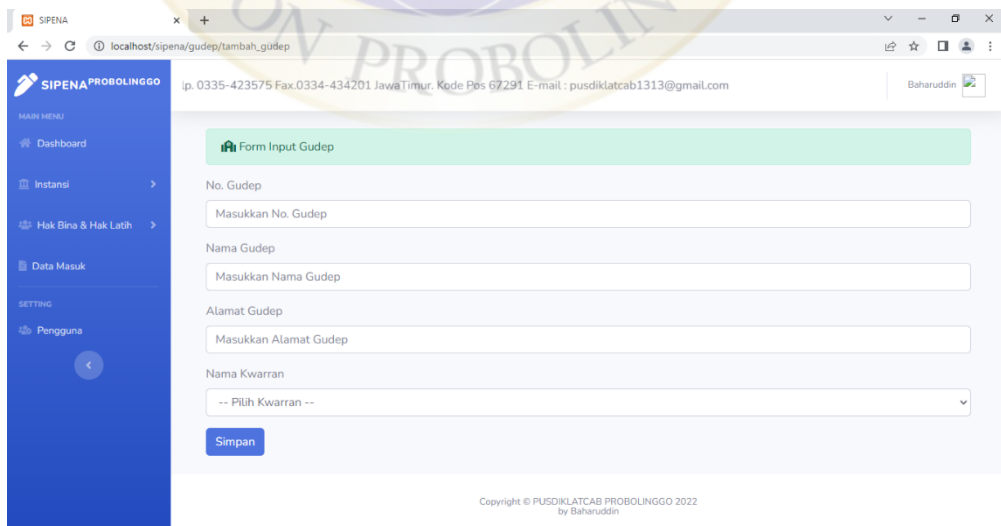 SIPENA
localhost/sipena/gudep/tambah_gudep
SIPENA PROBOLINGGO
lp. 0335-423575 Fax.0334-434201 JawaTimur. Kode Pos 67291 E-mail : pusdiklatcab1313@gmail.com
Baharuddin
MAIN MENU
Dashboard
Instansi
Hak Bina & Hak Latih
Data Masuk
SETTING
Pengguna
Form Input Gudep
No. Gudep
Masukkan No. Gudep
Nama Gudep
Masukkan Nama Gudep
Alamat Gudep
Masukkan Alamat Gudep
Nama Kwarran
-- Pilih Kwarran --
Simpan
Copyright © PUSDIKLATCAB PROBOLINGGO 2022
by Baharuddin
ON PROBOLIN